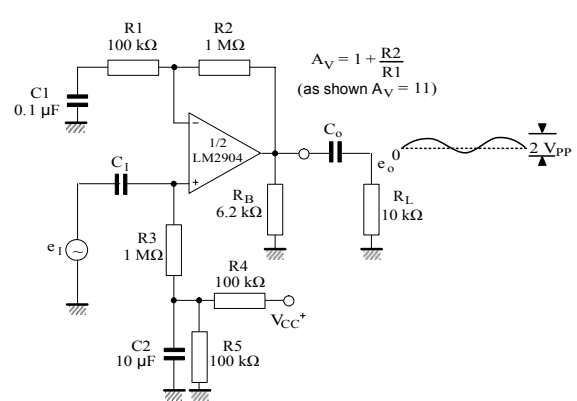 R1
100 kΩ
R2
1 MΩ
A_V = 1 + R2/R1
(as shown A_V = 11)
C1
0.1 µF
1/2
LM2904
C_o
e_o
0
2 V_PP
C_I
R_B
6.2 kΩ
R_L
10 kΩ
e_I
~
R3
1 MΩ
R4
100 kΩ
V_CC+
C2
10 µF
R5
100 kΩ